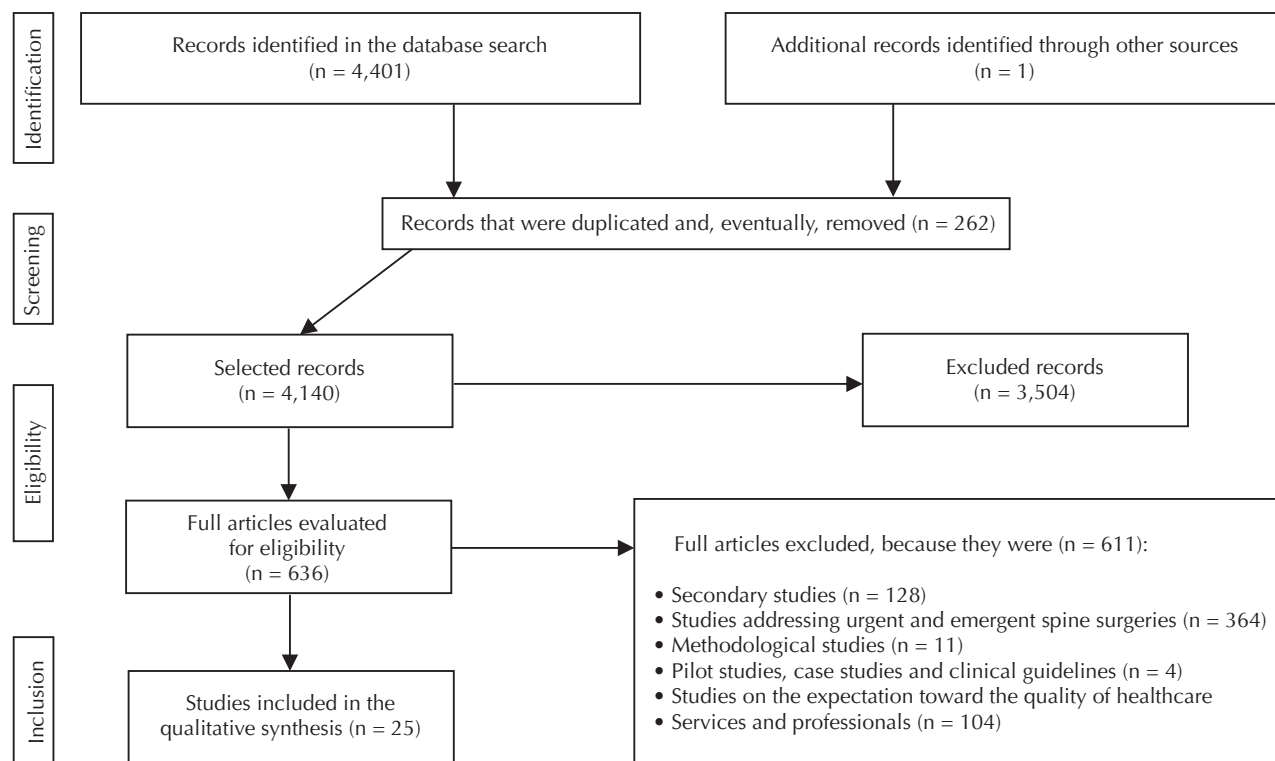 Identification
Records identified in the database search
(n = 4,401)
Additional records identified through other sources
(n = 1)
Screening
Records that were duplicated and, eventually, removed (n = 262)
Selected records
(n = 4,140)
Excluded records
(n = 3,504)
Eligibility
Full articles evaluated
for eligibility
(n = 636)
Full articles excluded, because they were (n = 611):
• Secondary studies (n = 128)
• Studies addressing urgent and emergent spine surgeries (n = 364)
• Methodological studies (n = 11)
• Pilot studies, case studies and clinical guidelines (n = 4)
• Studies on the expectation toward the quality of healthcare
• Services and professionals (n = 104)
Inclusion
Studies included in the
qualitative synthesis (n = 25)